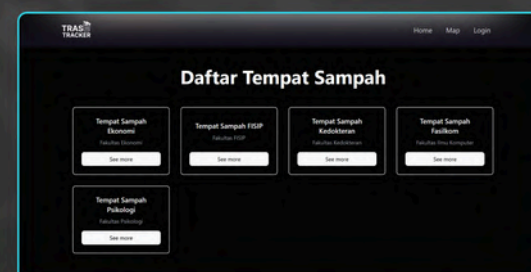 TRASH
TRACKER
Home Map Login
Daftar Tempat Sampah
Tempat Sampah
Ekonomi
Fakultas Ekonomi
See more
Tempat Sampah FISIP
Fakultas FISIP
See more
Tempat Sampah
Kedokteran
Fakultas Kedokteran
See more
Tempat Sampah
Fasilkom
Fakultas Ilmu Komputer
See more
Tempat Sampah
Psikologi
Fakultas Psikologi
See more